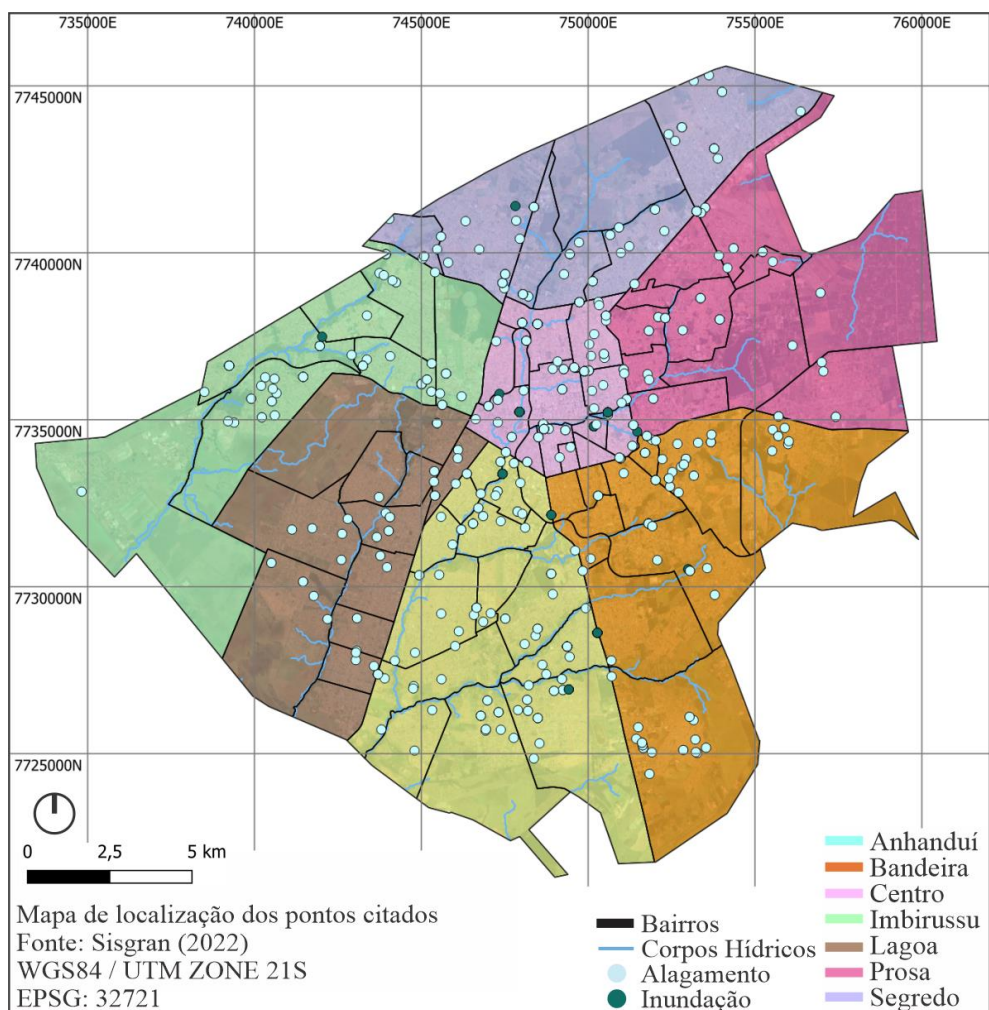 735000E 740000E 745000E 750000E 755000E 760000E
7745000N
7740000N
7735000N
7730000N
7725000N
0 2,5 5 km
Mapa de localização dos pontos citados
Fonte: Sisgran (2022)
WGS84 / UTM ZONE 21S
EPSG: 32721
Bairros
Corpos Hídricos
Alagamento
Inundação
Anhanduí
Bandeira
Centro
Imbirussu
Lagoa
Prosa
Segredo